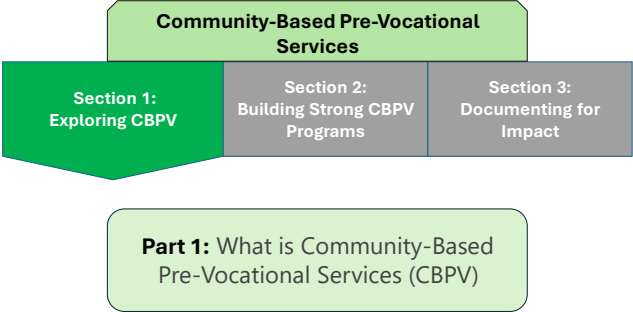 Community-Based Pre-Vocational
Services
Section 1:
Exploring CBPV
Section 2:
Building Strong CBPV
Programs
Section 3:
Documenting for
Impact
Part 1: What is Community-Based
Pre-Vocational Services (CBPV)